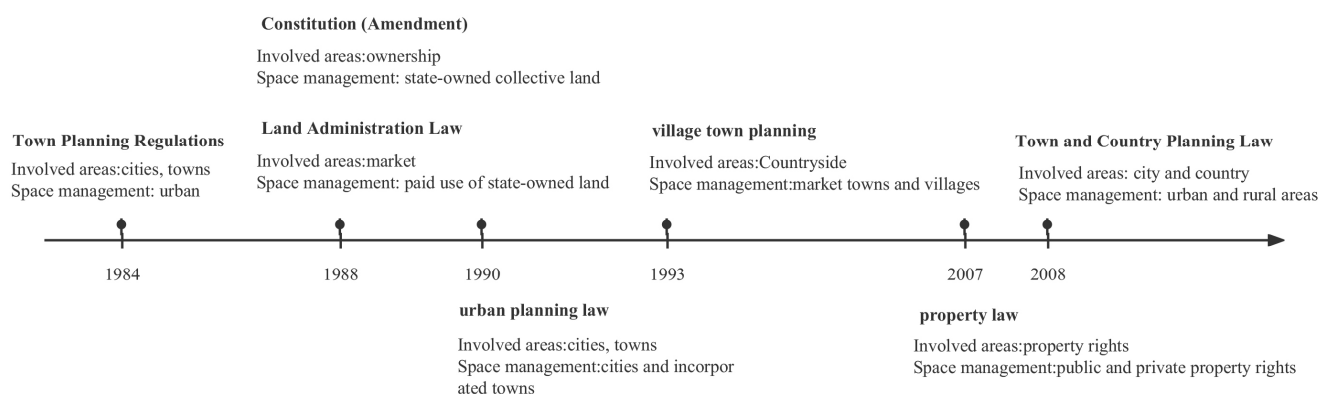 Constitution (Amendment)
Involved areas:ownership
Space management: state-owned collective land
Town Planning Regulations
Involved areas:cities, towns
Space management: urban
Land Administration Law
Involved areas:market
Space management: paid use of state-owned land
village town planning
Involved areas:Countryside
Space management:market towns and villages
Town and Country Planning Law
Involved areas: city and country
Space management: urban and rural areas
1984
1988
1990
1993
2007
2008
urban planning law
Involved areas:cities, towns
Space management:cities and incorpor
ated towns
property law
Involved areas:property rights
Space management:public and private property rights